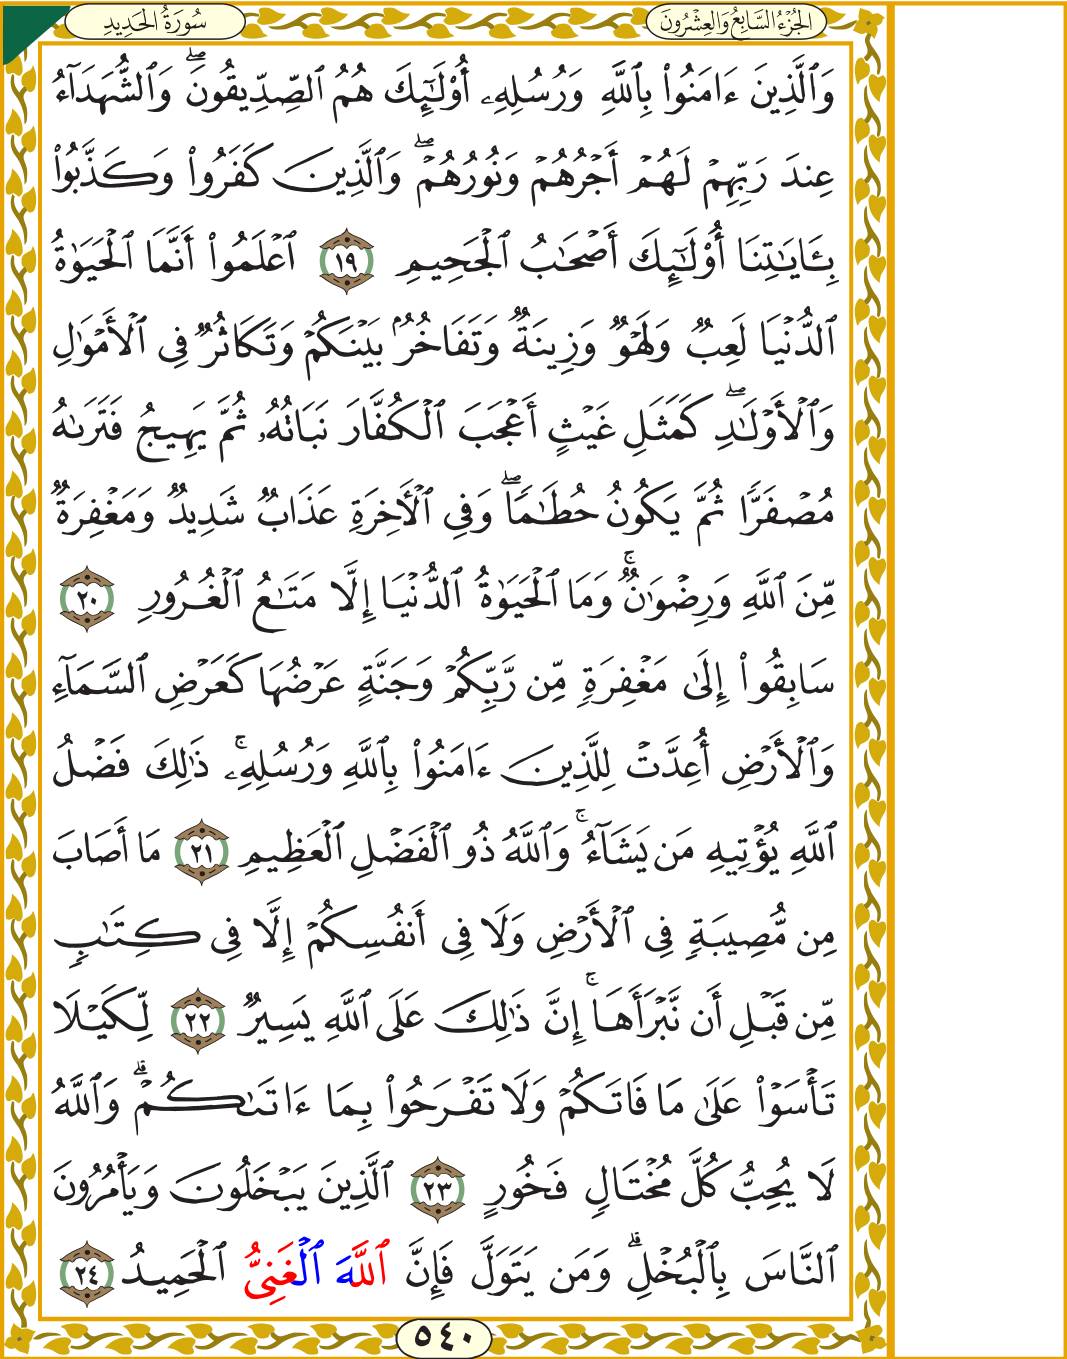 سُورَةُ الحَدِيدِ
الجُزْءُ السَّابِعُ وَالعِشْرُونَ
وَٱلَّذِينَ ءَامَنُوا۟ بِٱللَّهِ وَرُسُلِهِۦٓ أُو۟لَـٰٓئِكَ هُمُ ٱلصِّدِّيقُونَ ۖ وَٱلشُّهَدَآءُ
عِندَ رَبِّهِمْ لَهُمْ أَجْرُهُمْ وَنُورُهُمْ ۖ وَٱلَّذِينَ كَفَرُوا۟ وَكَذَّبُوا۟
بِـَٔايَـٰتِنَآ أُو۟لَـٰٓئِكَ أَصْحَـٰبُ ٱلْجَحِيمِ ١٩ ٱعْلَمُوٓا۟ أَنَّمَا ٱلْحَيَوٰةُ
ٱلدُّنْيَا لَعِبٌ وَلَهْوٌ وَزِينَةٌ وَتَفَاخُرٌۢ بَيْنَكُمْ وَتَكَاثُرٌ فِى ٱلْأَمْوَٰلِ
وَٱلْأَوْلَـٰدِ ۖ كَمَثَلِ غَيْثٍ أَعْجَبَ ٱلْكُفَّارَ نَبَاتُهُۥ ثُمَّ يَهِيجُ فَتَرَىٰهُ
مُصْفَرًّا ثُمَّ يَكُونُ حُطَـٰمًا ۖ وَفِى ٱلْـَٔاخِرَةِ عَذَابٌ شَدِيدٌ وَمَغْفِرَةٌ
مِّنَ ٱللَّهِ وَرِضْوَٰنٌ ۚ وَمَا ٱلْحَيَوٰةُ ٱلدُّنْيَآ إِلَّا مَتَـٰعُ ٱلْغُرُورِ ٢٠
سَابِقُوٓا۟ إِلَىٰ مَغْفِرَةٍ مِّن رَّبِّكُمْ وَجَنَّةٍ عَرْضُهَا كَعَرْضِ ٱلسَّمَآءِ
وَٱلْأَرْضِ أُعِدَّتْ لِلَّذِينَ ءَامَنُوا۟ بِٱللَّهِ وَرُسُلِهِۦ ۚ ذَٰلِكَ فَضْلُ
ٱللَّهِ يُؤْتِيهِ مَن يَشَآءُ ۚ وَٱللَّهُ ذُو ٱلْفَضْلِ ٱلْعَظِيمِ ٢١ مَآ أَصَابَ
مِن مُّصِيبَةٍ فِى ٱلْأَرْضِ وَلَا فِىٓ أَنفُسِكُمْ إِلَّا فِى كِتَـٰبٍ
مِّن قَبْلِ أَن نَّبْرَأَهَآ ۚ إِنَّ ذَٰلِكَ عَلَى ٱللَّهِ يَسِيرٌ ٢٢ لِّكَيْلَا
تَأْسَوْا۟ عَلَىٰ مَا فَاتَكُمْ وَلَا تَفْرَحُوا۟ بِمَآ ءَاتَىٰكُمْ ۗ وَٱللَّهُ
لَا يُحِبُّ كُلَّ مُخْتَالٍ فَخُورٍ ٢٣ ٱلَّذِينَ يَبْخَلُونَ وَيَأْمُرُونَ
ٱلنَّاسَ بِٱلْبُخْلِ ۗ وَمَن يَتَوَلَّ فَإِنَّ ٱللَّهَ ٱلْغَنِىُّ ٱلْحَمِيدُ ٢٤
٥٤٠